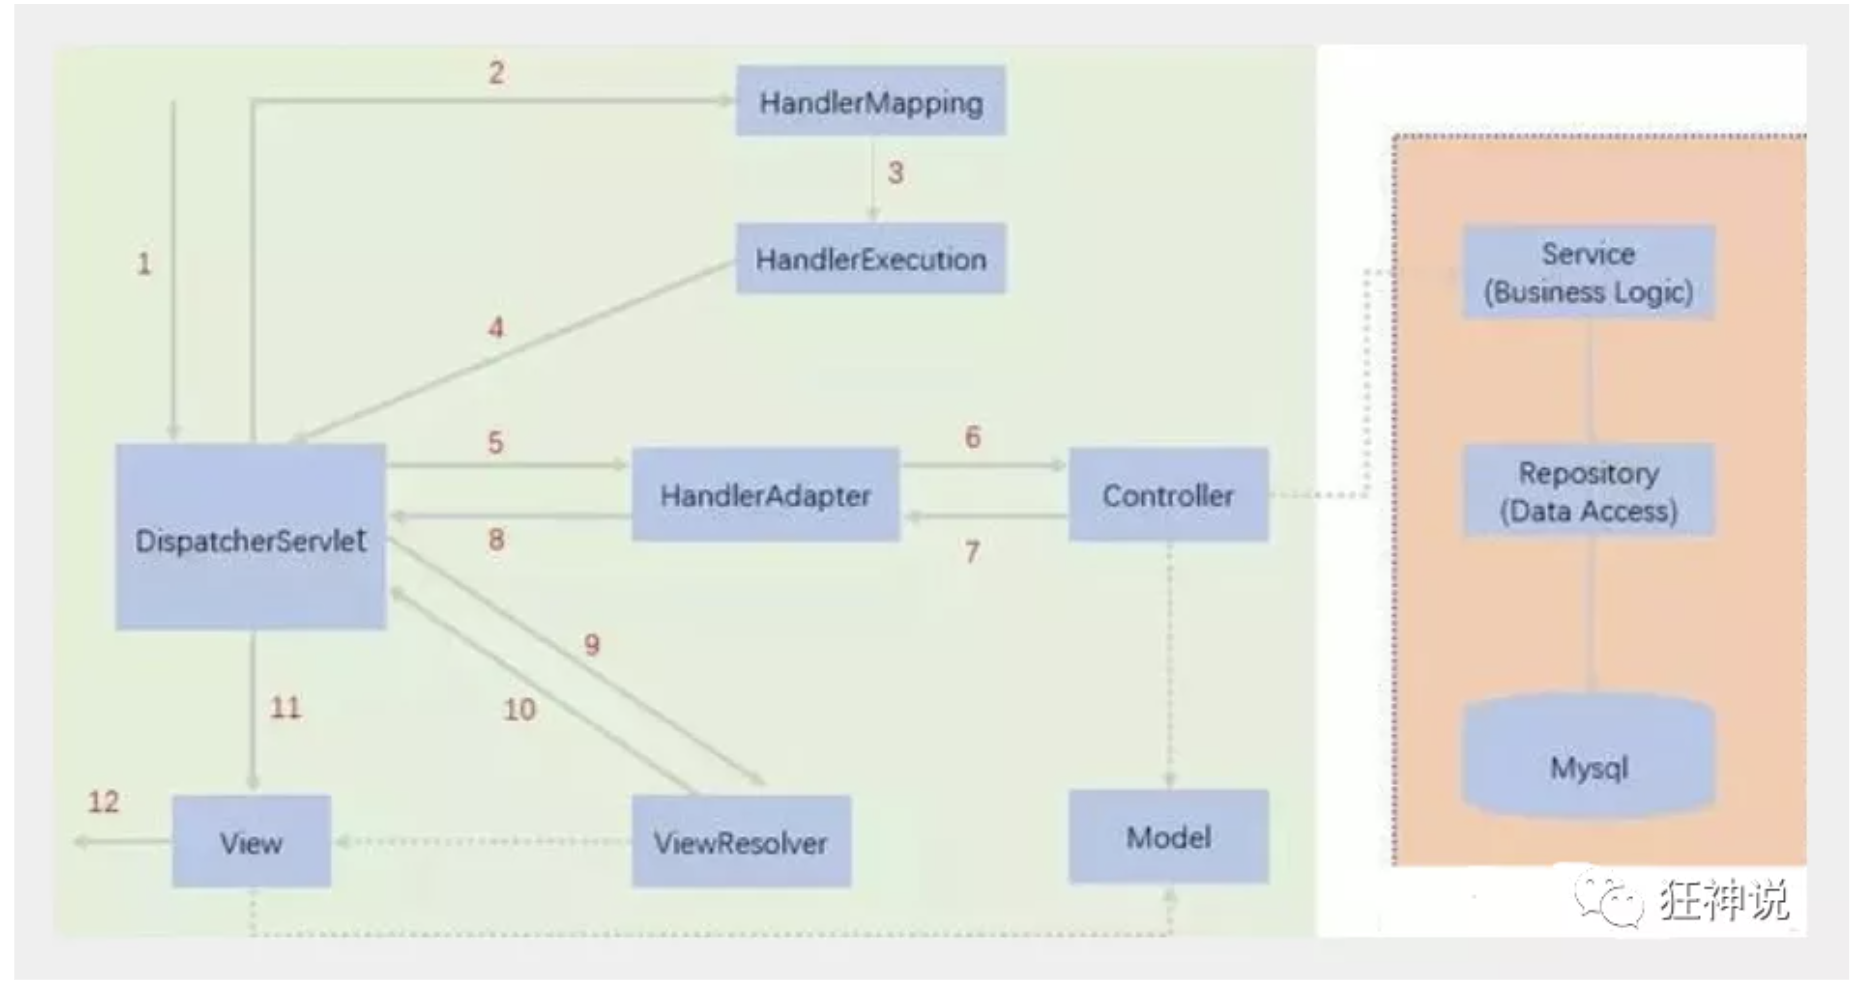 2
HandlerMapping
3
1
HandlerExecution
Service
(Business Logic)
4
5
6
DispatcherServlet
HandlerAdapter
Controller
Repository
(Data Access)
8
7
9
10
11
12
View
ViewResolver
Model
Mysql
狂神说